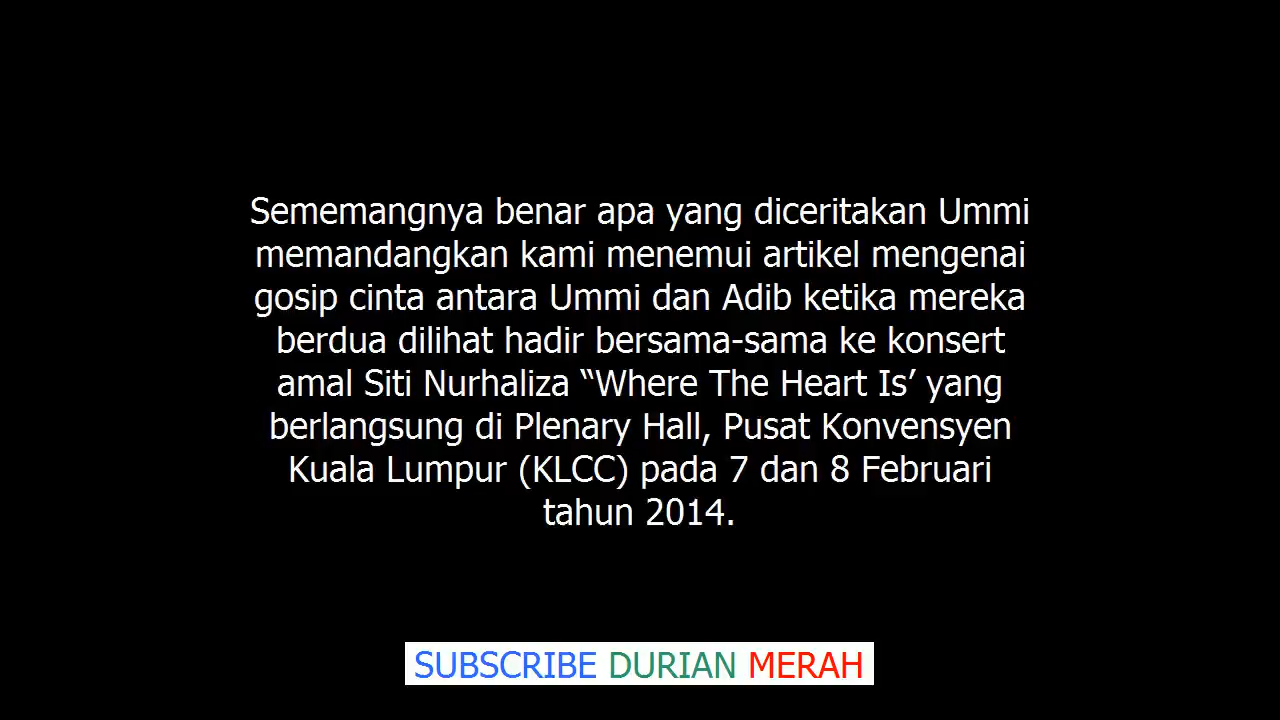 Sememangnya benar apa yang diceritakan Ummi
memandangkan kami menemui artikel mengenai
gosip cinta antara Ummi dan Adib ketika mereka
berdua dilihat hadir bersama-sama ke konsert
amal Siti Nurhaliza “Where The Heart Is’ yang
berlangsung di Plenary Hall, Pusat Konvensyen
Kuala Lumpur (KLCC) pada 7 dan 8 Februari
tahun 2014.
SUBSCRIBE DURIAN MERAH